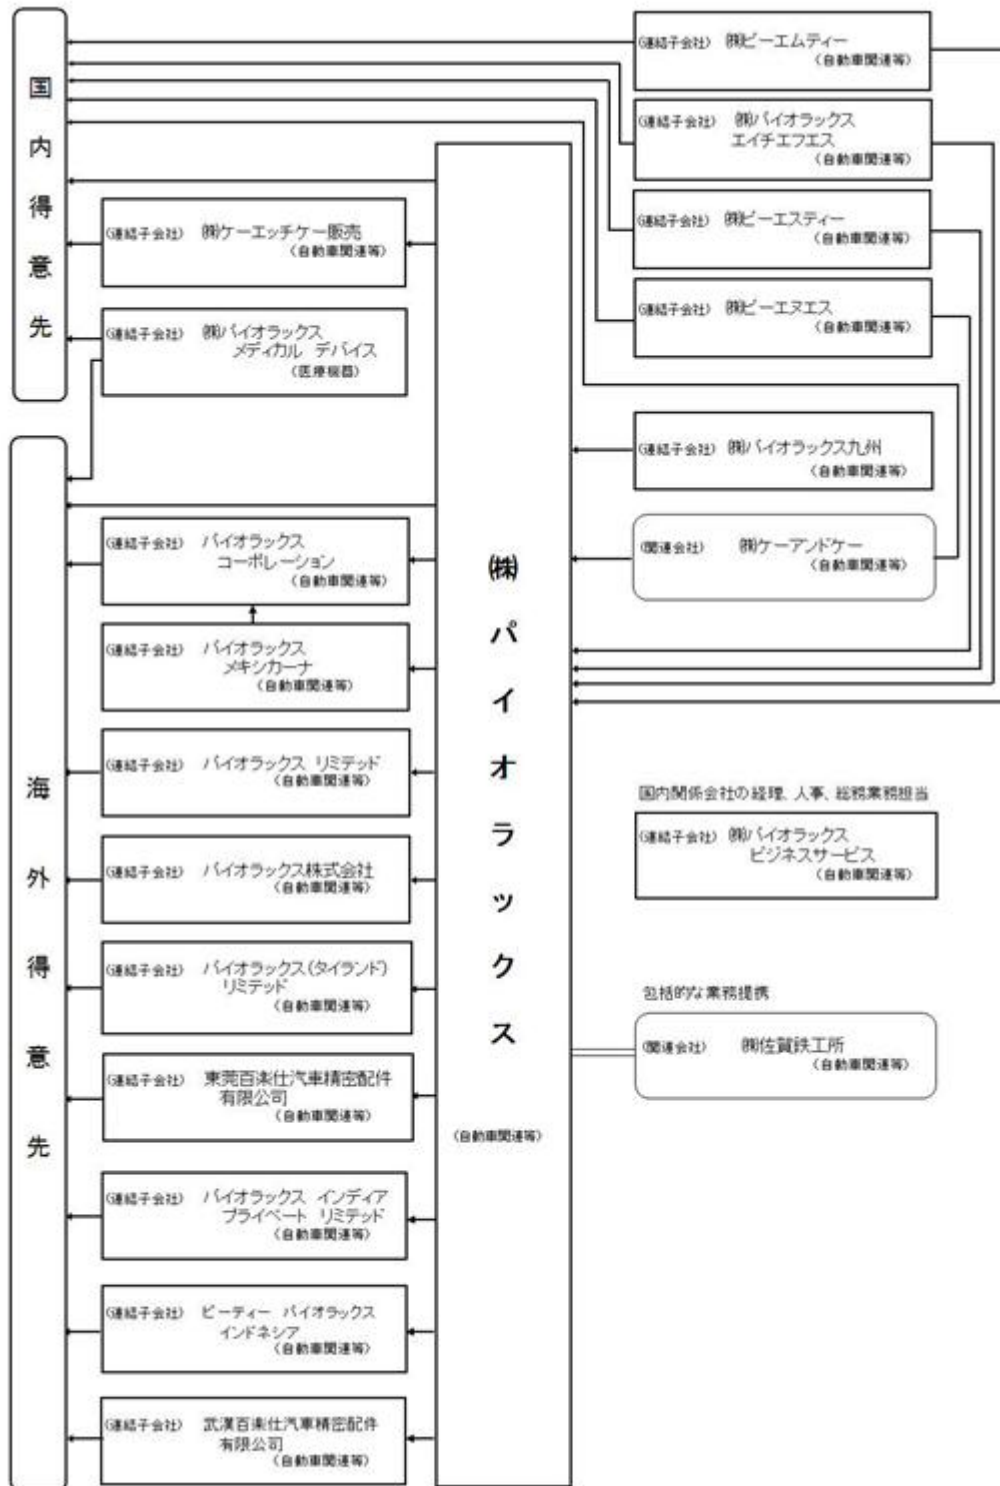 国内得意先
(連結子会社) ㈱ピーエムティー
(自動車関連等)
(連結子会社) ㈱パイオラックス
エイチエフエス
(自動車関連等)
(連結子会社) ㈱ピーエスティー
(自動車関連等)
(連結子会社) ㈱ピーエヌエス
(自動車関連等)
(連結子会社) ㈱ケーエッチケー販売
(自動車関連等)
(連結子会社) ㈱パイオラックス
メディカル デバイス
(医療機器)
(連結子会社) ㈱パイオラックス九州
(自動車関連等)
(関連会社) ㈱ケーアンドケー
(自動車関連等)
㈱パイオラックス
(自動車関連等)
海外得意先
(連結子会社) パイオラックス
コーポレーション
(自動車関連等)
(連結子会社) パイオラックス
メキシカーナ
(自動車関連等)
(連結子会社) パイオラックス リミテッド
(自動車関連等)
(連結子会社) パイオラックス株式会社
(自動車関連等)
(連結子会社) パイオラックス(タイランド)
リミテッド
(自動車関連等)
(連結子会社) 東莞百楽仕汽車精密配件
有限公司
(自動車関連等)
(連結子会社) パイオラックス インディア
プライベート リミテッド
(自動車関連等)
(連結子会社) ピーティー パイオラックス
インドネシア
(自動車関連等)
(連結子会社) 武漢百楽仕汽車精密配件
有限公司
(自動車関連等)
国内関係会社の経理、人事、総務業務担当
(連結子会社) ㈱パイオラックス
ビジネスサービス
(自動車関連等)
包括的な業務提携
(関連会社) ㈱佐賀鉄工所
(自動車関連等)